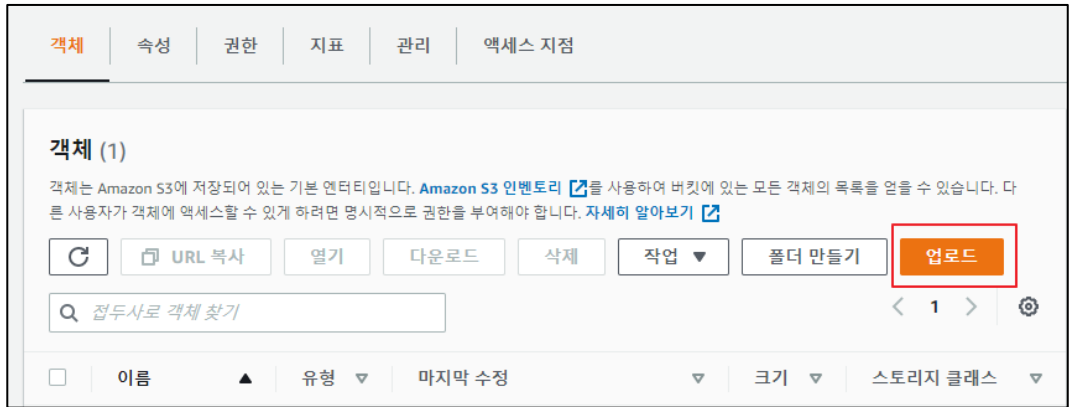 객체 속성 권한 지표 관리 액세스 지점
객체 (1)
객체는 Amazon S3에 저장되어 있는 기본 엔터티입니다. Amazon S3 인벤토리를 사용하여 버킷에 있는 모든 객체의 목록을 얻을 수 있습니다. 다
른 사용자가 객체에 액세스할 수 있게 하려면 명시적으로 권한을 부여해야 합니다. 자세히 알아보기
URL 복사 열기 다운로드 삭제 작업 폴더 만들기 업로드
접두사로 객체 찾기 1
이름 유형 마지막 수정 크기 스토리지 클래스